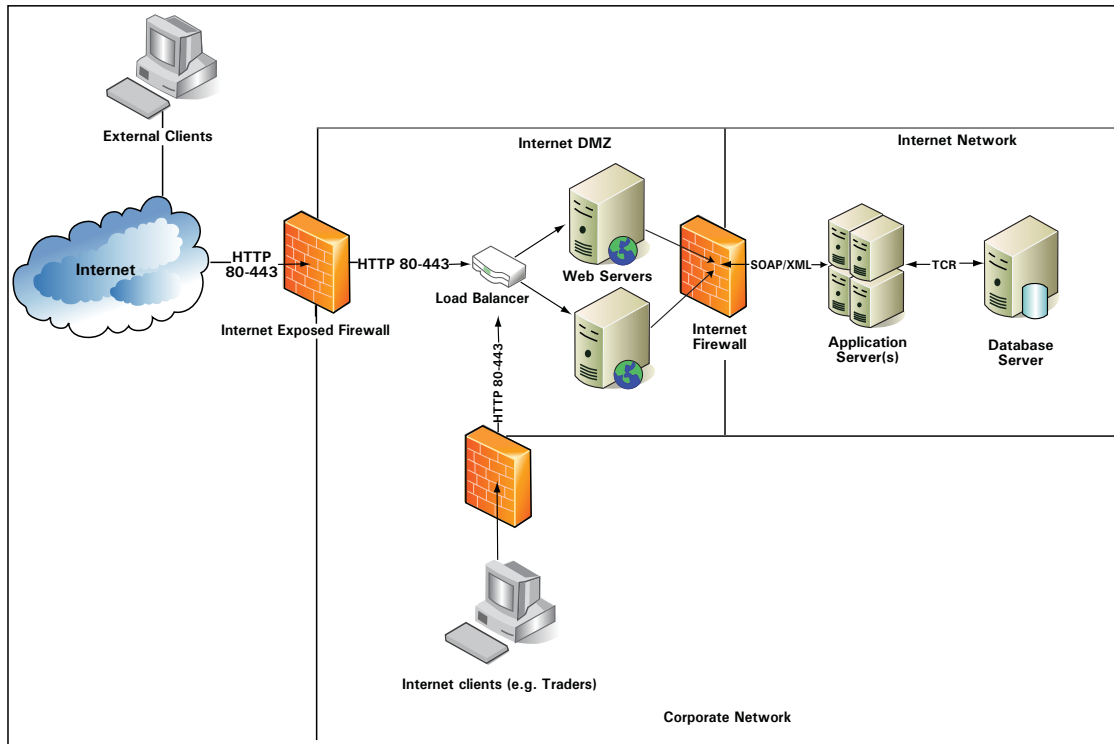 External Clients
Internet DMZ
Internet Network
Internet
HTTP
80-443
HTTP 80-443
Internet Exposed Firewall
Load Balancer
Web Servers
SOAP/XML
TCR
Internet
Firewall
Application
Server(s)
Database
Server
HTTP 80-443
Internet clients (e.g. Traders)
Corporate Network